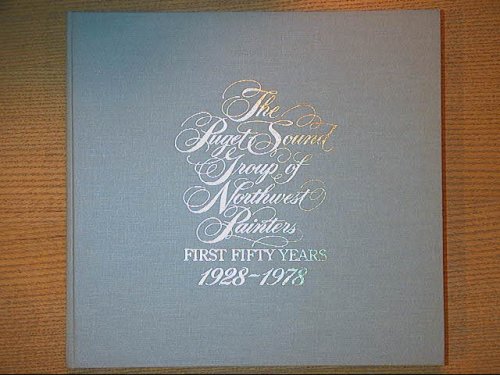 The
Puget Sound
Group of
Northwest
Painters
FIRST FIFTY YEARS
1928-1978